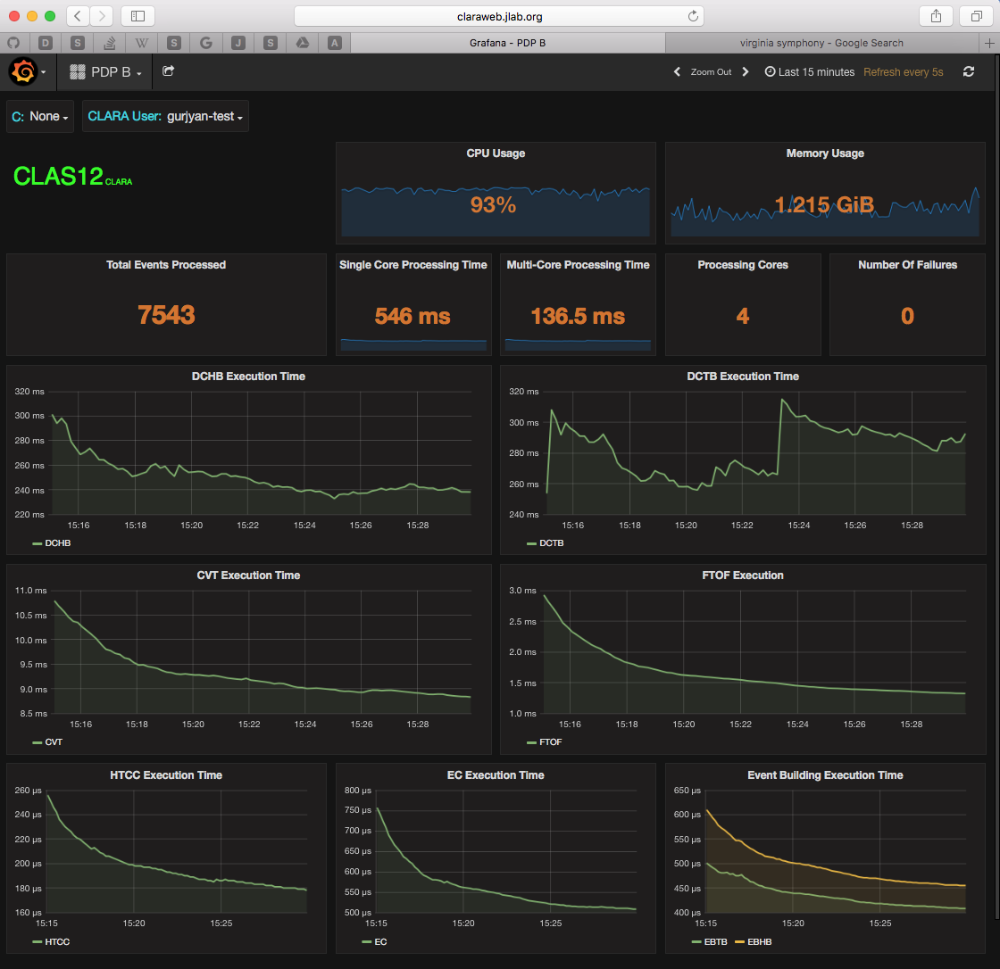 claraweb.jlab.org
D S W S G J S A Grafana - PDP B virginia symphony - Google Search
PDP B Zoom Out Last 15 minutes Refresh every 5s
C: None CLARA User: gurjyan-test
CLAS12 CLARA
CPU Usage
93%
Memory Usage
1.215 GiB
Total Events Processed
7543
Single Core Processing Time
546 ms
Multi-Core Processing Time
136.5 ms
Processing Cores
4
Number Of Failures
0
DCHB Execution Time
320 ms
300 ms
280 ms
260 ms
240 ms
220 ms
15:16 15:18 15:20 15:22 15:24 15:26 15:28
DCHB
DCTB Execution Time
320 ms
300 ms
280 ms
260 ms
240 ms
15:16 15:18 15:20 15:22 15:24 15:26 15:28
DCTB
CVT Execution Time
11.0 ms
10.5 ms
10.0 ms
9.5 ms
9.0 ms
8.5 ms
15:16 15:18 15:20 15:22 15:24 15:26 15:28
CVT
FTOF Execution
3.0 ms
2.5 ms
2.0 ms
1.5 ms
1.0 ms
15:16 15:18 15:20 15:22 15:24 15:26 15:28
FTOF
HTCC Execution Time
260 µs
240 µs
220 µs
200 µs
180 µs
160 µs
15:15 15:20 15:25
HTCC
EC Execution Time
800 µs
750 µs
700 µs
650 µs
600 µs
550 µs
500 µs
15:15 15:20 15:25
EC
Event Building Execution Time
650 µs
600 µs
550 µs
500 µs
450 µs
400 µs
15:15 15:20 15:25
EBTB EBHB